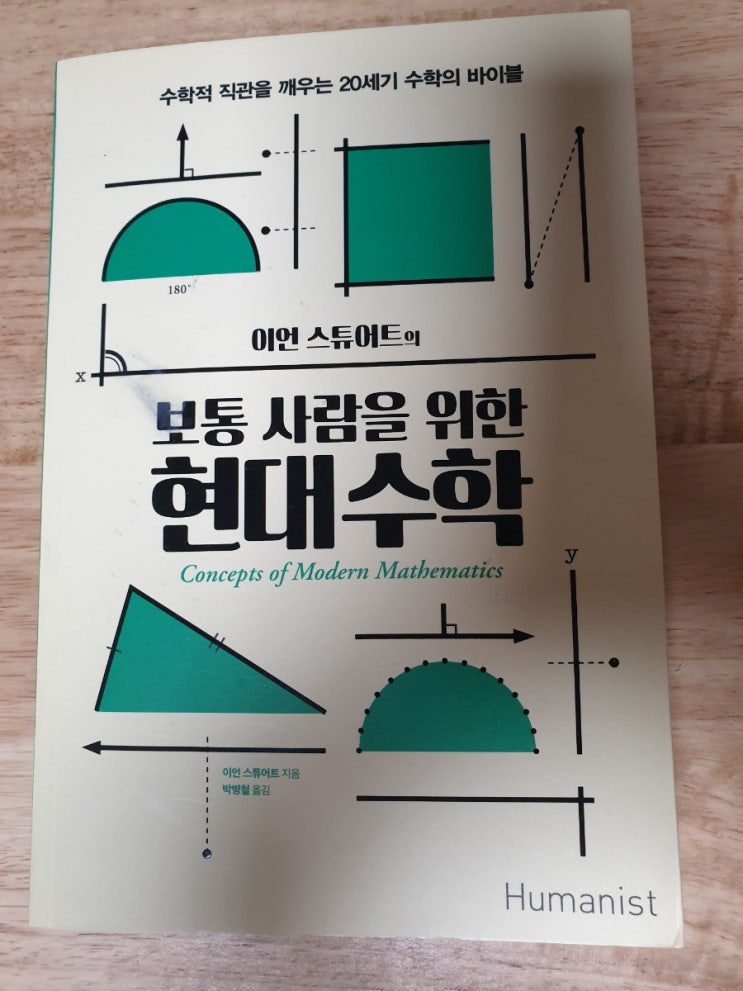 수학적 직관을 깨우는 20세기 수학의 바이블
180°
이언 스튜어트의
x
보통 사람을 위한
현대수학
Concepts of Modern Mathematics
y
이언 스튜어트 지음
박병철 옮김
Humanist